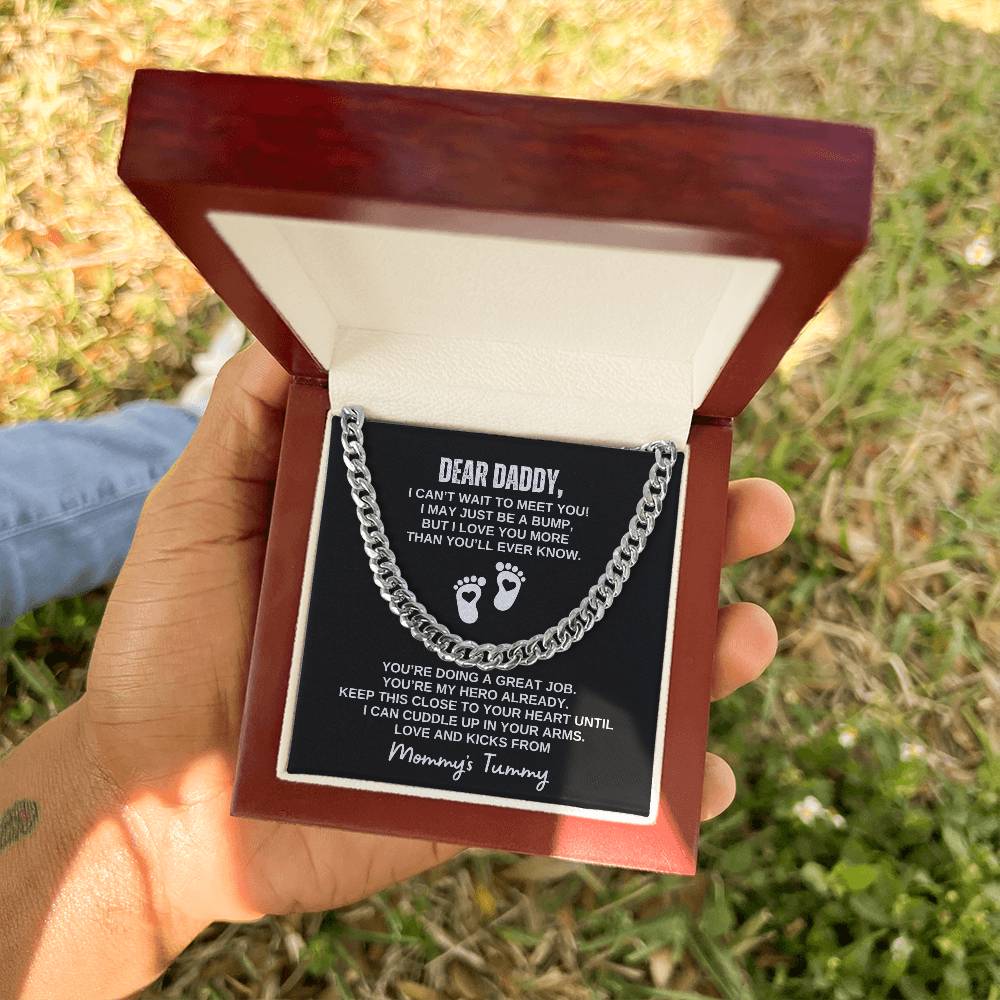 DEAR DADDY,
I CAN'T WAIT TO MEET YOU!
I MAY JUST BE A BUMP,
BUT I LOVE YOU MORE
THAN YOU'LL EVER KNOW.
YOU'RE DOING A GREAT JOB.
YOU'RE MY HERO ALREADY.
KEEP THIS CLOSE TO YOUR HEART UNTIL
I CAN CUDDLE UP IN YOUR ARMS.
LOVE AND KICKS FROM
Mommy's Tummy